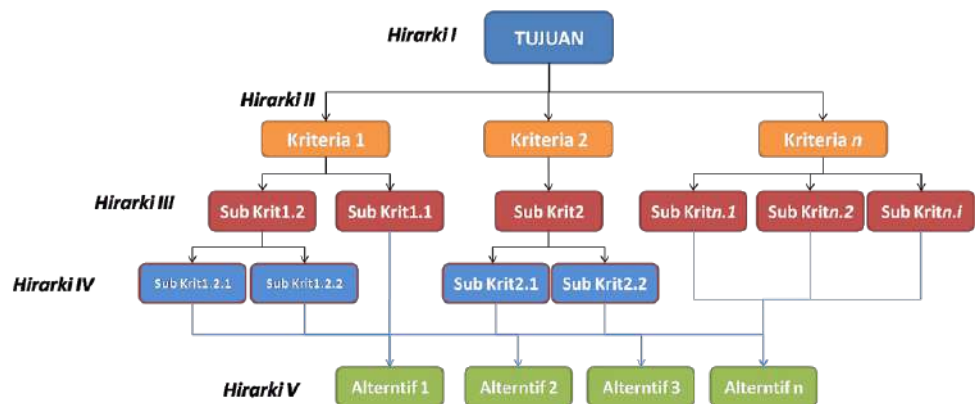 Hirarki I
TUJUAN
Hirarki II
Kriteria 1
Kriteria 2
Kriteria n
Hirarki III
Sub Krit1.2
Sub Krit1.1
Sub Krit2
Sub Kritn.1
Sub Kritn.2
Sub Kritn.i
Hirarki IV
Sub Krit1.2.1
Sub Krit1.2.2
Sub Krit2.1
Sub Krit2.2
Hirarki V
Alterntif 1
Alterntif 2
Alterntif 3
Alterntif n